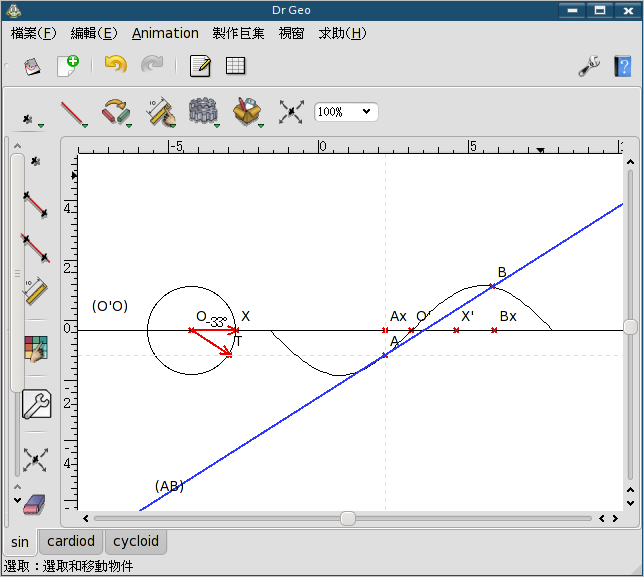 Dr Geo
檔案(F) 編輯(E) Animation 製作巨集 視窗 求助(H)
100%
-5 0 5 1
4
2
0
2
4
(O'O) O -33° X Ax O' X' Bx B
T A
(AB)
sin cardiod cycloid
選取：選取和移動物件